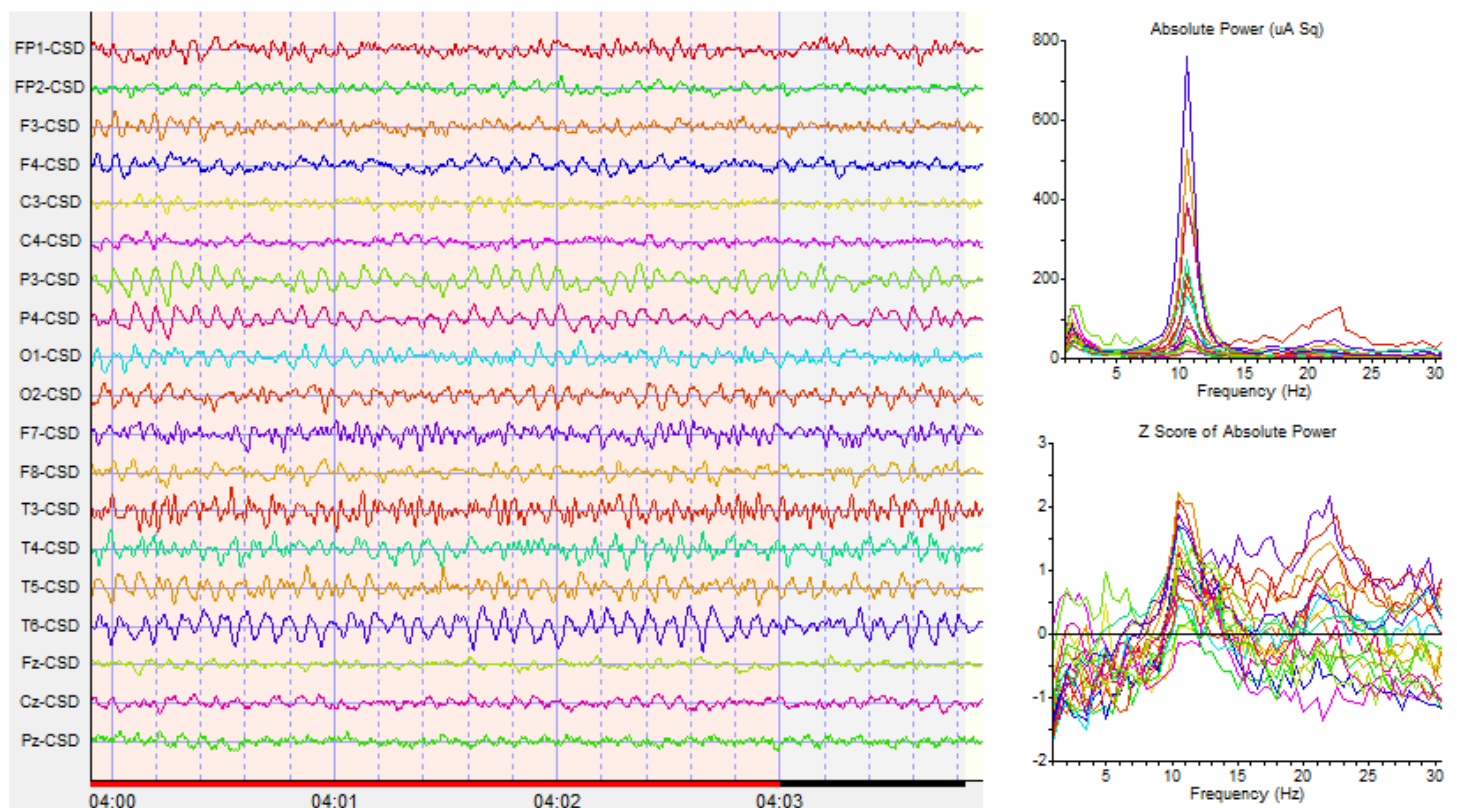 FP1-CSD
FP2-CSD
F3-CSD
F4-CSD
C3-CSD
C4-CSD
P3-CSD
P4-CSD
O1-CSD
O2-CSD
F7-CSD
F8-CSD
T3-CSD
T4-CSD
T5-CSD
T6-CSD
Fz-CSD
Cz-CSD
Pz-CSD
04:00 04:01 04:02 04:03
Absolute Power (uA Sq)
800
600
400
200
0
5 10 15 20 25 30
Frequency (Hz)
Z Score of Absolute Power
3
2
1
0
-1
-2
5 10 15 20 25 30
Frequency (Hz)